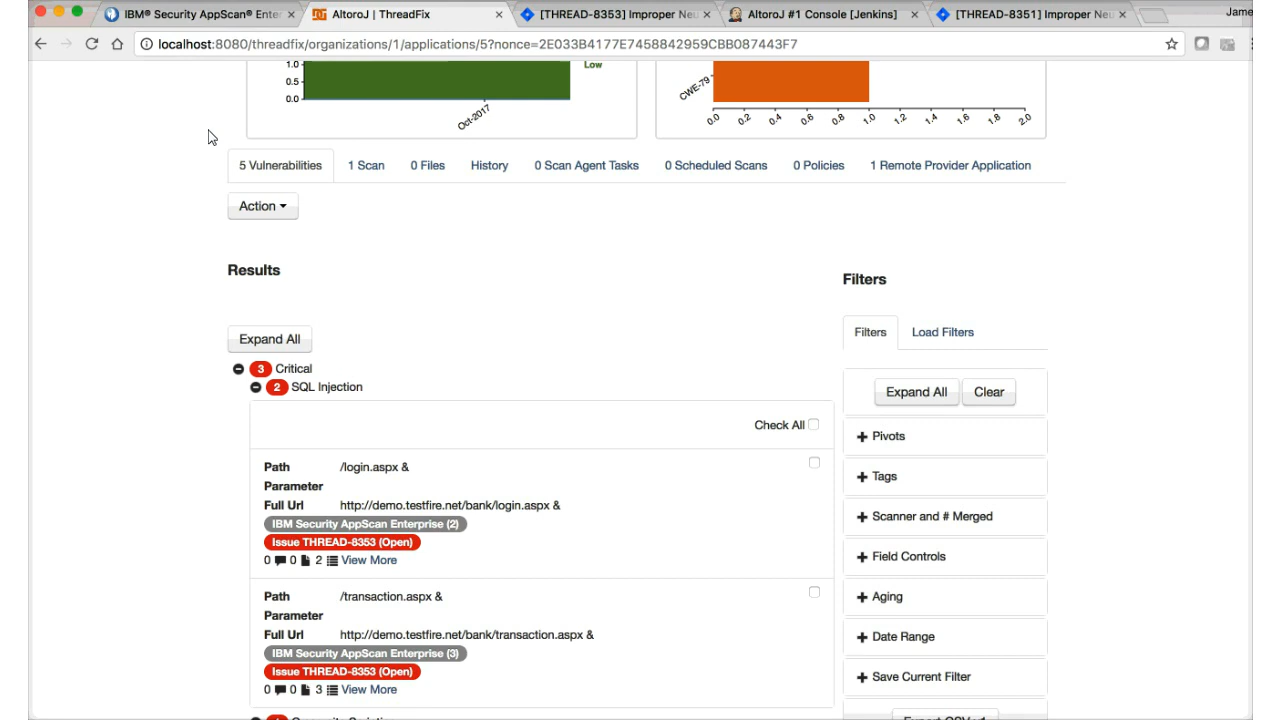 IBM® Security AppScan® Enter
AltoroJ | ThreadFix
[THREAD-8353] Improper Neu
AltoroJ #1 Console [Jenkins]
[THREAD-8351] Improper Neu
Jame
localhost:8080/threadfix/organizations/1/applications/5?nonce=2E033B4177E7458842959CBB087443F7
1.0
0.5
0.0
Low
Oct-2017
CWE-79
0.0 0.2 0.4 0.6 0.8 1.0 1.2 1.4 1.6 1.8 2.0
5 Vulnerabilities 1 Scan 0 Files History 0 Scan Agent Tasks 0 Scheduled Scans 0 Policies 1 Remote Provider Application
Action
Results
Expand All
3 Critical
2 SQL Injection
Check All
Path /login.aspx &
Parameter
Full Url http://demo.testfire.net/bank/login.aspx &
IBM Security AppScan Enterprise (2)
Issue THREAD-8353 (Open)
0 0 2 View More
Path /transaction.aspx &
Parameter
Full Url http://demo.testfire.net/bank/transaction.aspx &
IBM Security AppScan Enterprise (3)
Issue THREAD-8353 (Open)
0 0 3 View More
Filters
Filters Load Filters
Expand All Clear
Pivots
Tags
Scanner and # Merged
Field Controls
Aging
Date Range
Save Current Filter